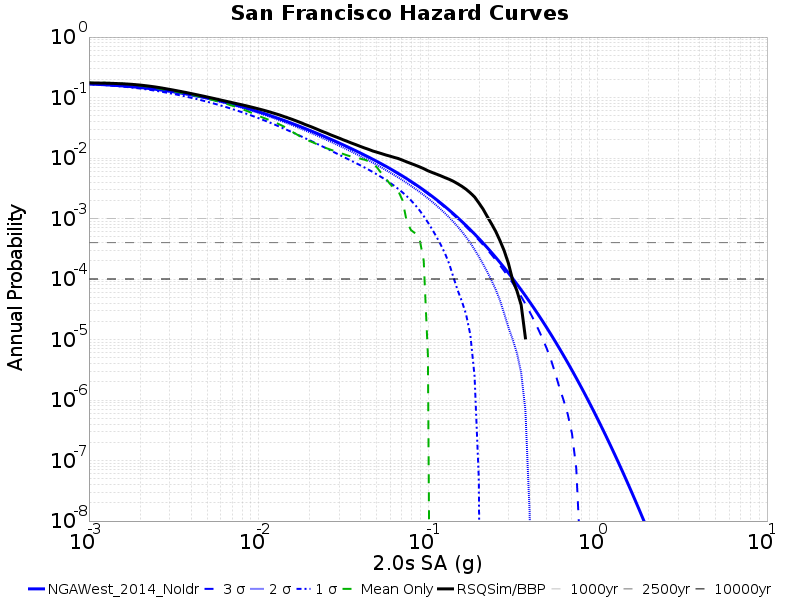 San Francisco Hazard Curves
Annual Probability
10^0
10^-1
10^-2
10^-3
10^-4
10^-5
10^-6
10^-7
10^-8
10^-3 10^-2 10^-1 10^0 10^1
2.0s SA (g)
NGAWest_2014_NoIdr 3 σ 2 σ 1 σ Mean Only RSQSim/BBP 1000yr 2500yr 10000yr